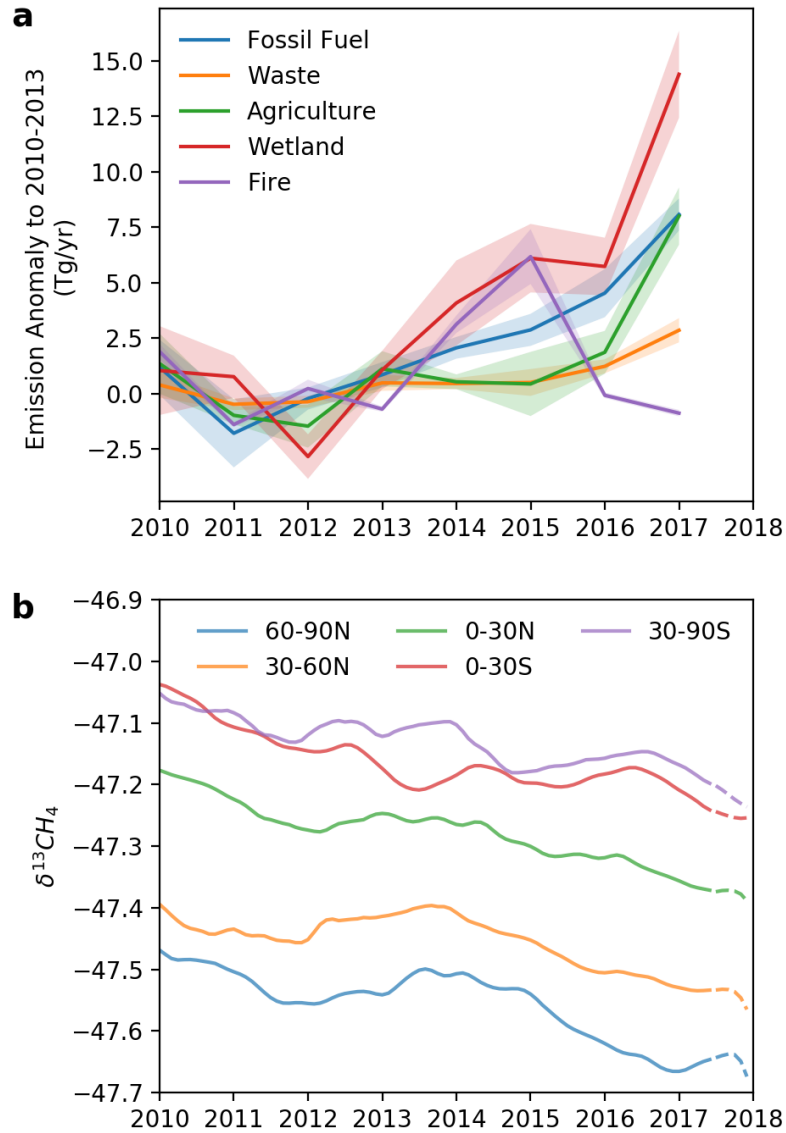 a
Emission Anomaly to 2010-2013
(Tg/yr)
Fossil Fuel
Waste
Agriculture
Wetland
Fire
15.0
12.5
10.0
7.5
5.0
2.5
0.0
−2.5
2010 2011 2012 2013 2014 2015 2016 2017 2018
b
δ¹³CH₄
60-90N 0-30N 30-90S
30-60N 0-30S
−46.9
−47.0
−47.1
−47.2
−47.3
−47.4
−47.5
−47.6
−47.7
2010 2011 2012 2013 2014 2015 2016 2017 2018